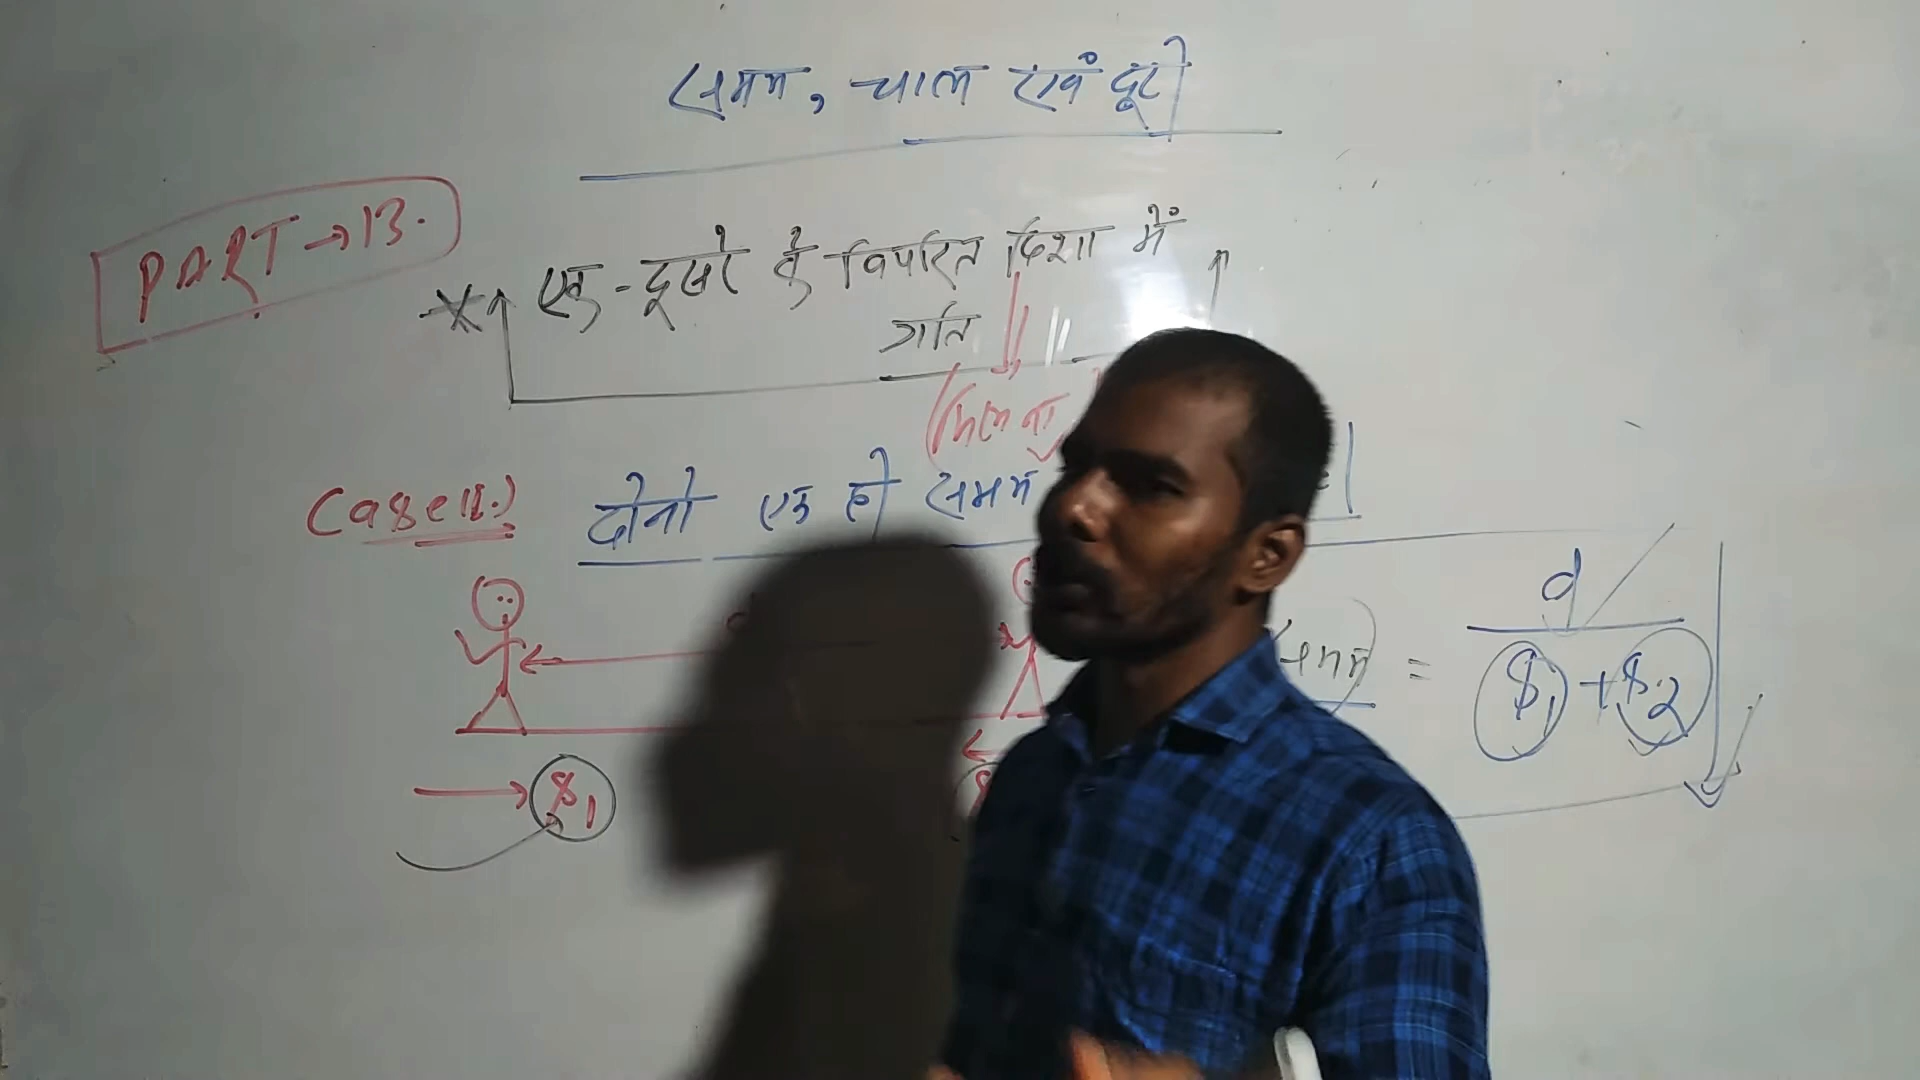 समय, चाल एवं दूरी
PART → 13.
* एक-दूसरे के विपरित दिशा में
गति
(मिलना
Case (1.) दोनो एक ही समय
d
समय = d / S1 + S2
S1